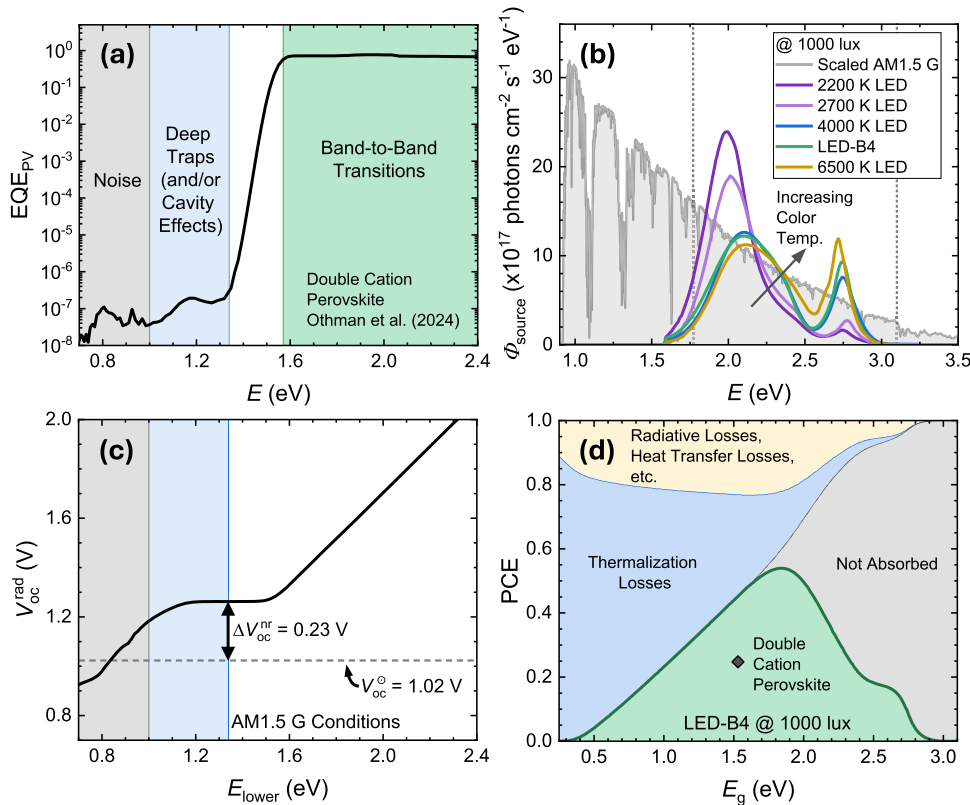 (a)
10⁰
10⁻¹
10⁻²
10⁻³
10⁻⁴
10⁻⁵
10⁻⁶
10⁻⁷
10⁻⁸
EQE_PV
Noise
Deep
Traps
(and/or
Cavity
Effects)
Band-to-Band
Transitions
Double Cation
Perovskite
Othman et al. (2024)
0.8 1.2 1.6 2.0 2.4
E (eV)
(b)
30
20
10
0
Φ_source (x10¹⁷ photons cm⁻² s⁻¹ eV⁻¹)
@ 1000 lux
Scaled AM1.5 G
2200 K LED
2700 K LED
4000 K LED
LED-B4
6500 K LED
Increasing
Color
Temp.
1.0 1.5 2.0 2.5 3.0 3.5
E (eV)
(c)
2.0
1.6
1.2
0.8
V_oc^rad (V)
ΔV_oc^nr = 0.23 V
V_oc^⊙ = 1.02 V
AM1.5 G Conditions
0.8 1.2 1.6 2.0 2.4
E_lower (eV)
(d)
1.0
0.8
0.6
0.4
0.2
0.0
PCE
Radiative Losses,
Heat Transfer Losses,
etc.
Thermalization
Losses
Not Absorbed
Double
Cation
Perovskite
LED-B4 @ 1000 lux
0.5 1.0 1.5 2.0 2.5 3.0
E_g (eV)